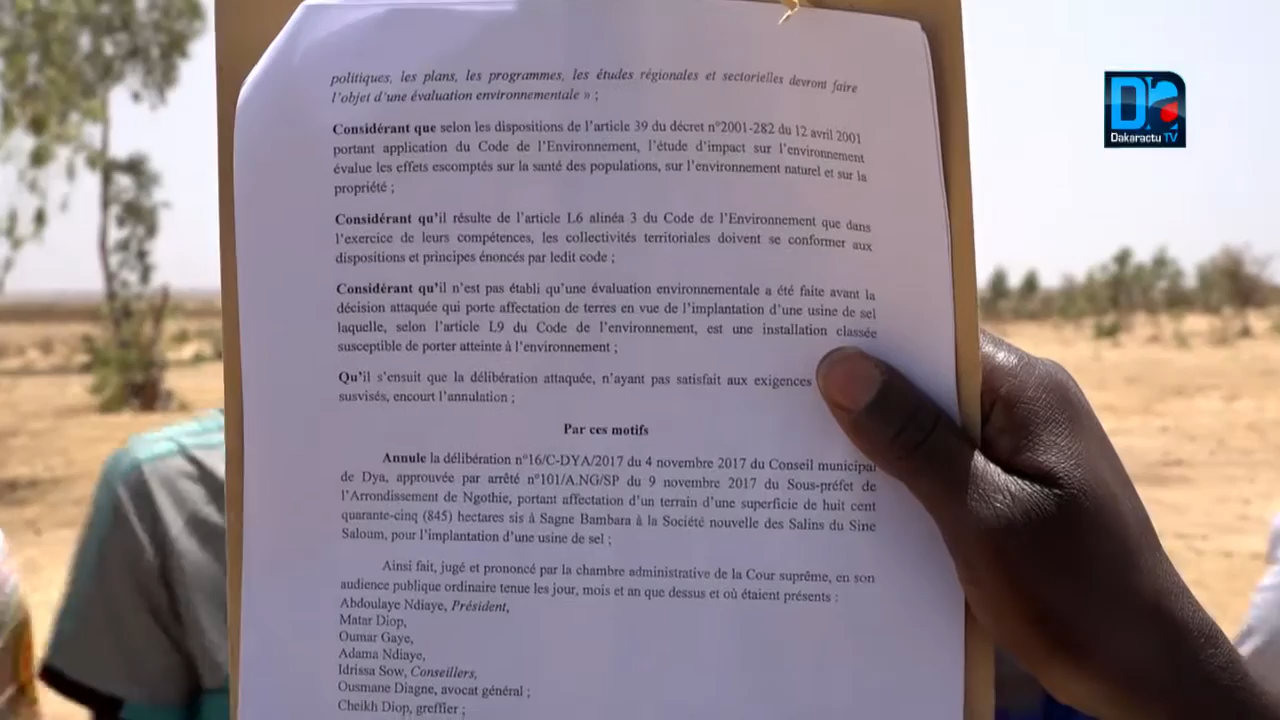 politiques, les plans, les programmes, les études régionales et sectorielles devront faire
l'objet d'une évaluation environnementale » ;
Considérant que selon les dispositions de l'article 39 du décret n°2001-282 du 12 avril 2001
portant application du Code de l'Environnement, l'étude d'impact sur l'environnement
évalue les effets escomptés sur la santé des populations, sur l'environnement naturel et sur la
propriété ;
Considérant qu'il résulte de l'article L6 alinéa 3 du Code de l'Environnement que dans
l'exercice de leurs compétences, les collectivités territoriales doivent se conformer aux
dispositions et principes énoncés par ledit code ;
Considérant qu'il n'est pas établi qu'une évaluation environnementale a été faite avant la
décision attaquée qui porte affectation de terres en vue de l'implantation d'une usine de sel
laquelle, selon l'article L9 du Code de l'environnement, est une installation classée
susceptible de porter atteinte à l'environnement ;
Qu'il s'ensuit que la délibération attaquée, n'ayant pas satisfait aux exigences
susvisés, encourt l'annulation ;
Par ces motifs
Annule la délibération n°16/C-DYA/2017 du 4 novembre 2017 du Conseil municipal
de Dya, approuvée par arrêté n°101/A.NG/SP du 9 novembre 2017 du Sous-préfet de
l'Arrondissement de Ngothie, portant affectation d'un terrain d'une superficie de huit cent
quarante-cinq (845) hectares sis à Sagne Bambara à la Société nouvelle des Salins du Sine
Saloum, pour l'implantation d'une usine de sel ;
Ainsi fait, jugé et prononcé par la chambre administrative de la Cour suprême, en son
audience publique ordinaire tenue les jour, mois et an que dessus et où étaient présents :
Abdoulaye Ndiaye, Président,
Matar Diop,
Oumar Gaye,
Adama Ndiaye,
Idrissa Sow, Conseillers,
Ousmane Diagne, avocat général ;
Cheikh Diop, greffier ;
Dakaractu TV